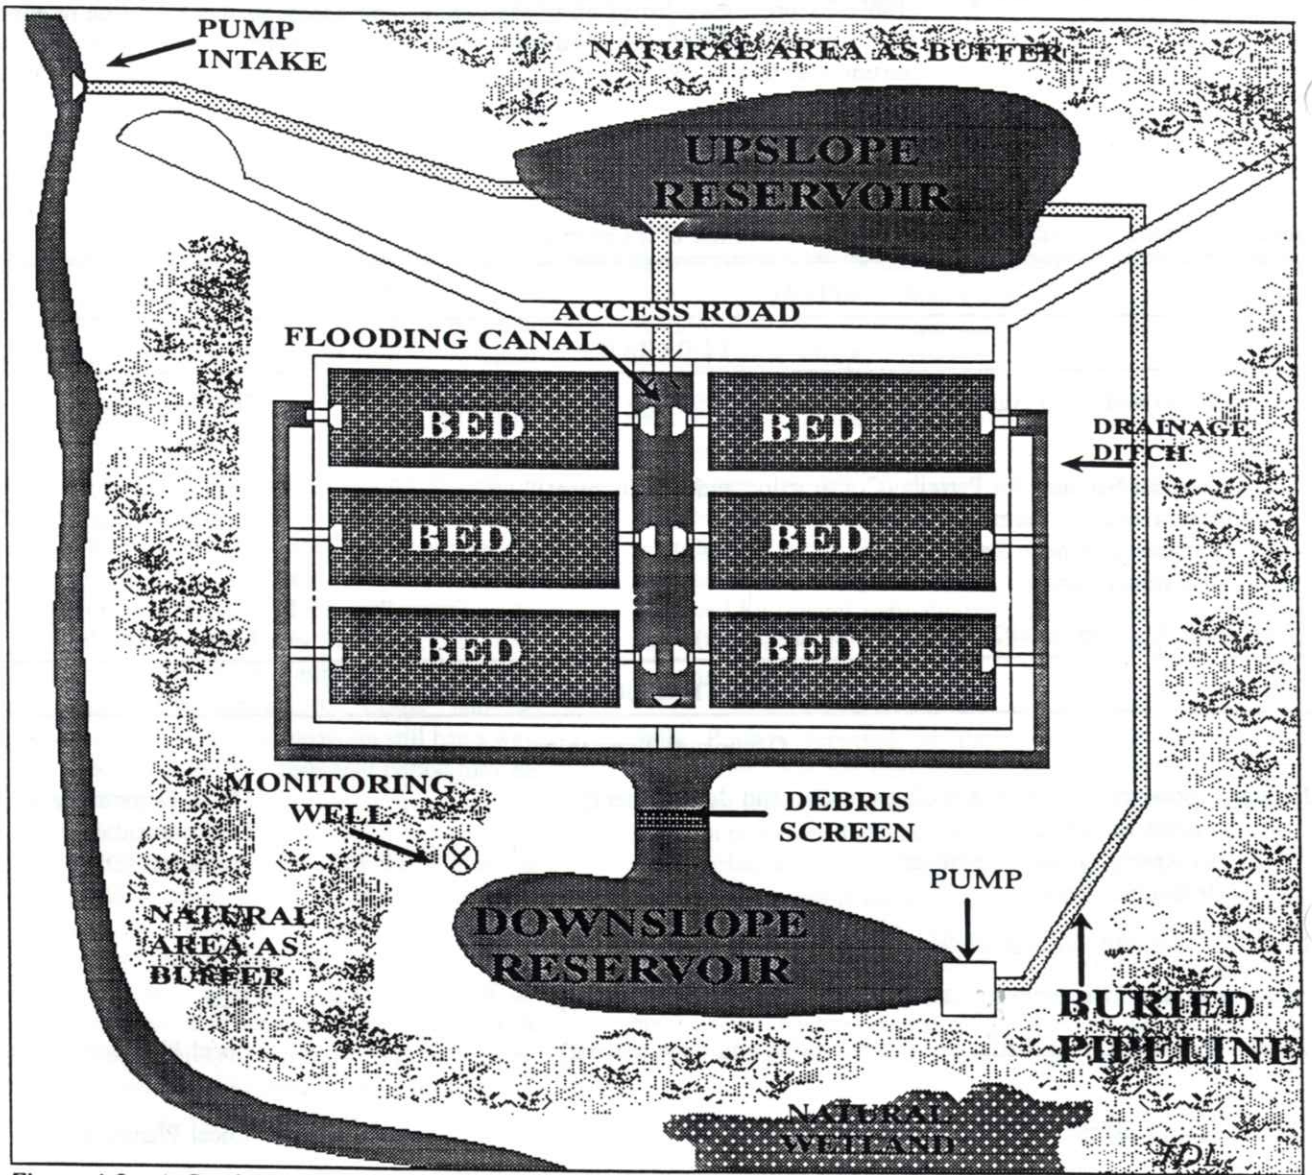 PUMP
INTAKE
NATURAL AREA AS BUFFER
UPSLOPE
RESERVOIR
ACCESS ROAD
FLOODING CANAL
BED
BED
DRAINAGE
DITCH
BED
BED
BED
BED
MONITORING
WELL
DEBRIS
SCREEN
PUMP
NATURAL
AREA AS
BUFFER
DOWNSLOPE
RESERVOIR
BURIED
PIPELINE
NATURAL
WETLAND
TDL